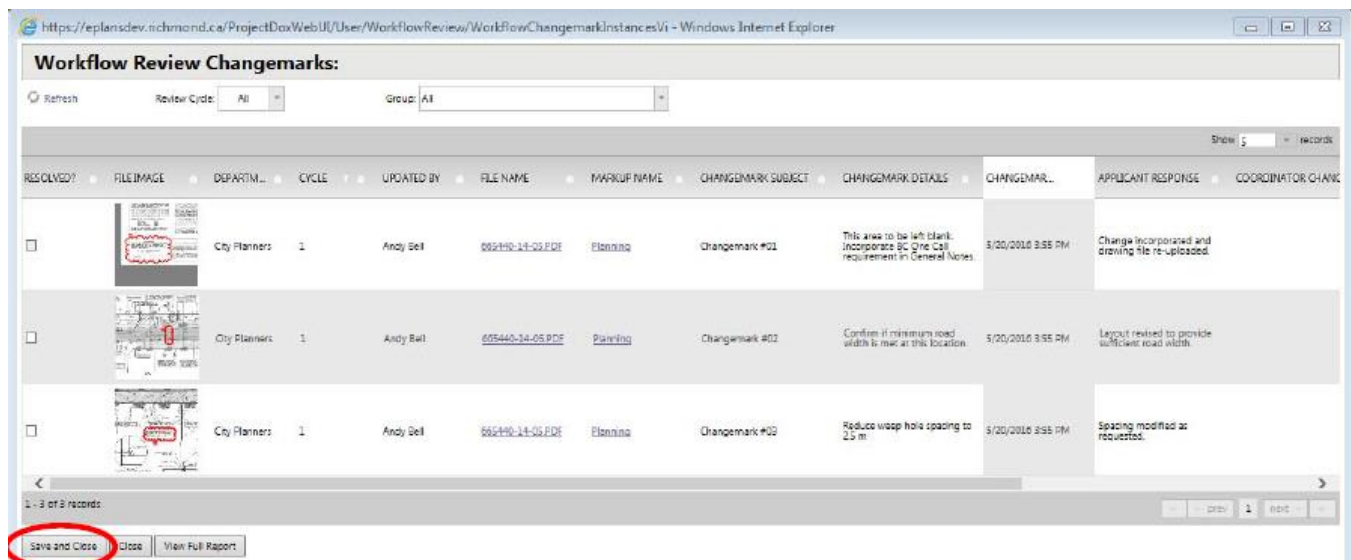 https://eplansdev.richmond.ca/ProjectDoxWebUI/User/WorkflowReview/WorkflowChangemarkInstancesVi - Windows Internet Explorer
Workflow Review Changemarks:
Refresh Review Cycle: All Group: All
Show 5 records
RESOLVED? FILE IMAGE DEPARTM... CYCLE UPDATED BY FILE NAME MARKUP NAME CHANGEMARK SUBJECT CHANGEMARK DETAILS CHANGEMAR... APPLICANT RESPONSE COORDINATOR CHANG
City Planners 1 Andy Bell 665440-14-05.PDF Planning Changemark #01 This area to be left blank. Incorporate BC One Call requirement in General Notes. 5/20/2016 3:55 PM Change incorporated and drawing file re-uploaded.
City Planners 1 Andy Bell 665440-14-05.PDF Planning Changemark #02 Confirm if minimum road width is met at this location. 5/20/2016 3:55 PM Layout revised to provide sufficient road width.
City Planners 1 Andy Bell 665440-14-05.PDF Planning Changemark #03 Reduce weep hole spacing to 2.5 m 5/20/2016 3:55 PM Spacing modified as requested.
1 - 3 of 3 records
prev 1 next
Save and Close Close View Full Report